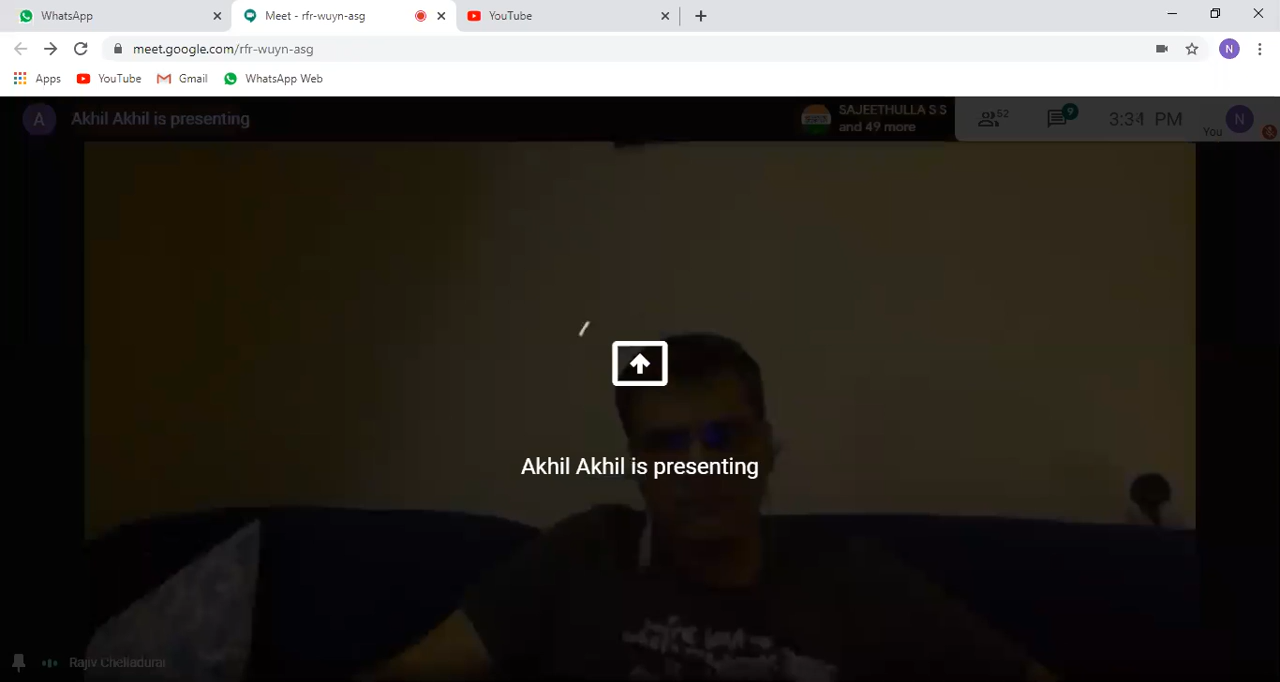 WhatsApp
Meet - rfr-wuyn-asg
YouTube
meet.google.com/rfr-wuyn-asg
N
Apps
YouTube
Gmail
WhatsApp Web
A
Akhil Akhil is presenting
SAJEETHULLA S S
and 49 more
52
9
3:34 PM
You
N
Akhil Akhil is presenting
Rajiv Chelladurai